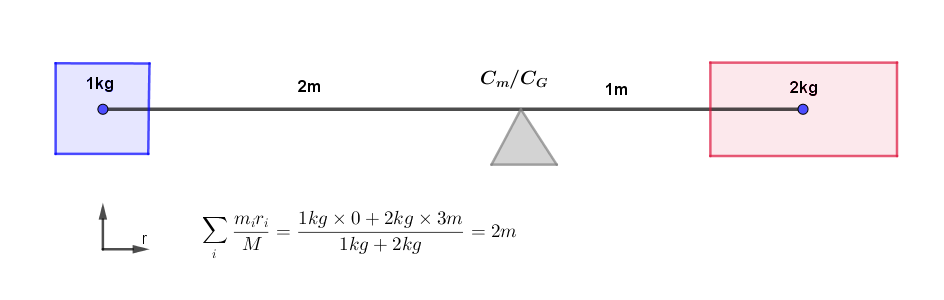 1kg
2m
C_m/C_G
1m
2kg
r
\sum_i \frac{m_i r_i}{M} = \frac{1kg \times 0 + 2kg \times 3m}{1kg + 2kg} = 2m